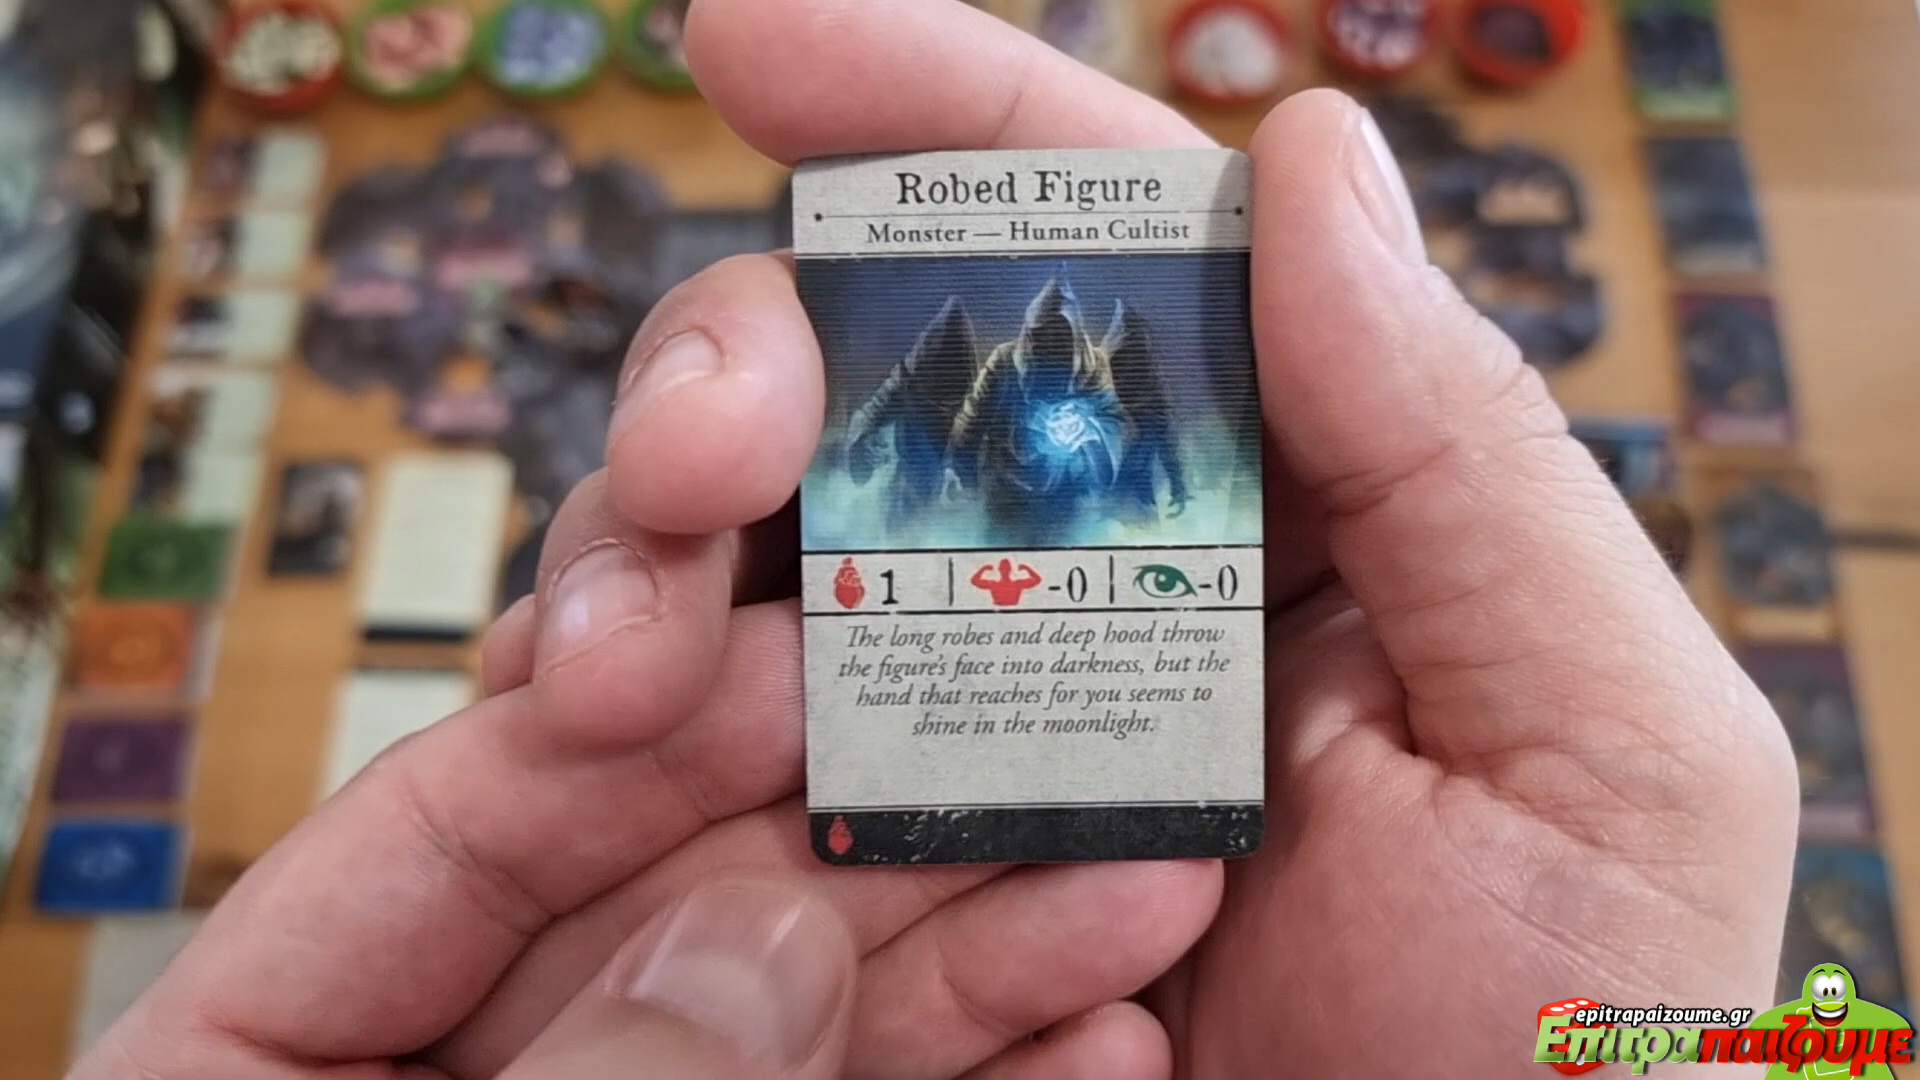 Robed Figure
Monster — Human Cultist
1 -0 -0
The long robes and deep hood throw
the figure's face into darkness, but the
hand that reaches for you seems to
shine in the moonlight.
epitrapaizoume.gr
Επιτραπαιζουμε